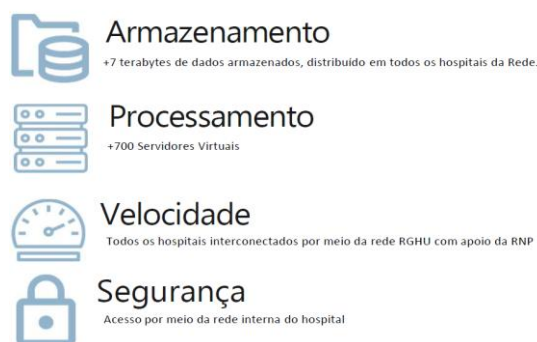 Armazenamento
+7 terabytes de dados armazenados, distribuído em todos os hospitais da Rede.
Processamento
+700 Servidores Virtuais
Velocidade
Todos os hospitais interconectados por meio da rede RGHU com apoio da RNP
Segurança
Acesso por meio da rede interna do hospital